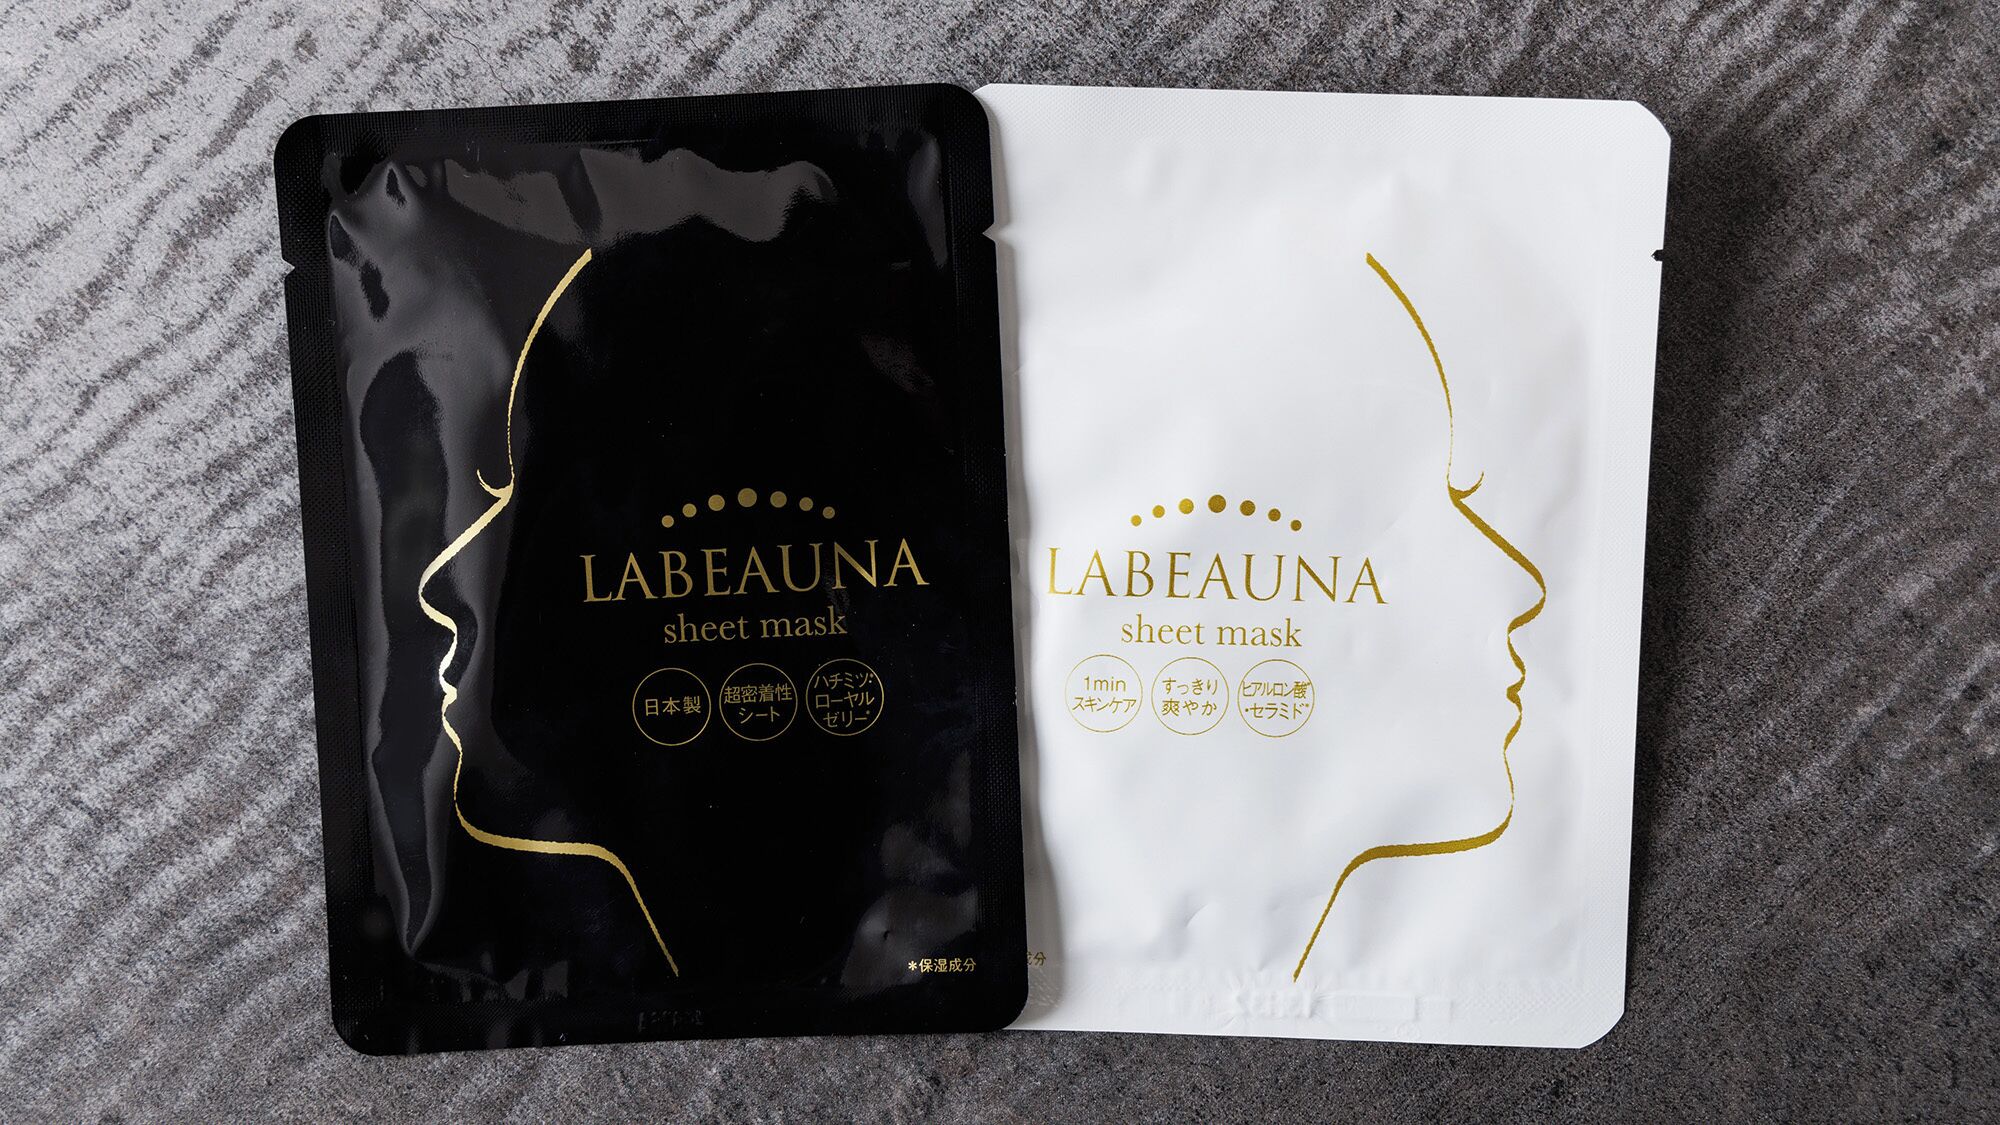 LABEAUNA
sheet mask
日本製
超密着性
シート
ハチミツ・
ローヤル
ゼリー*
*保湿成分
LABEAUNA
sheet mask
1min
スキンケア
すっきり
爽やか
ヒアルロン酸*
・セラミド*
分